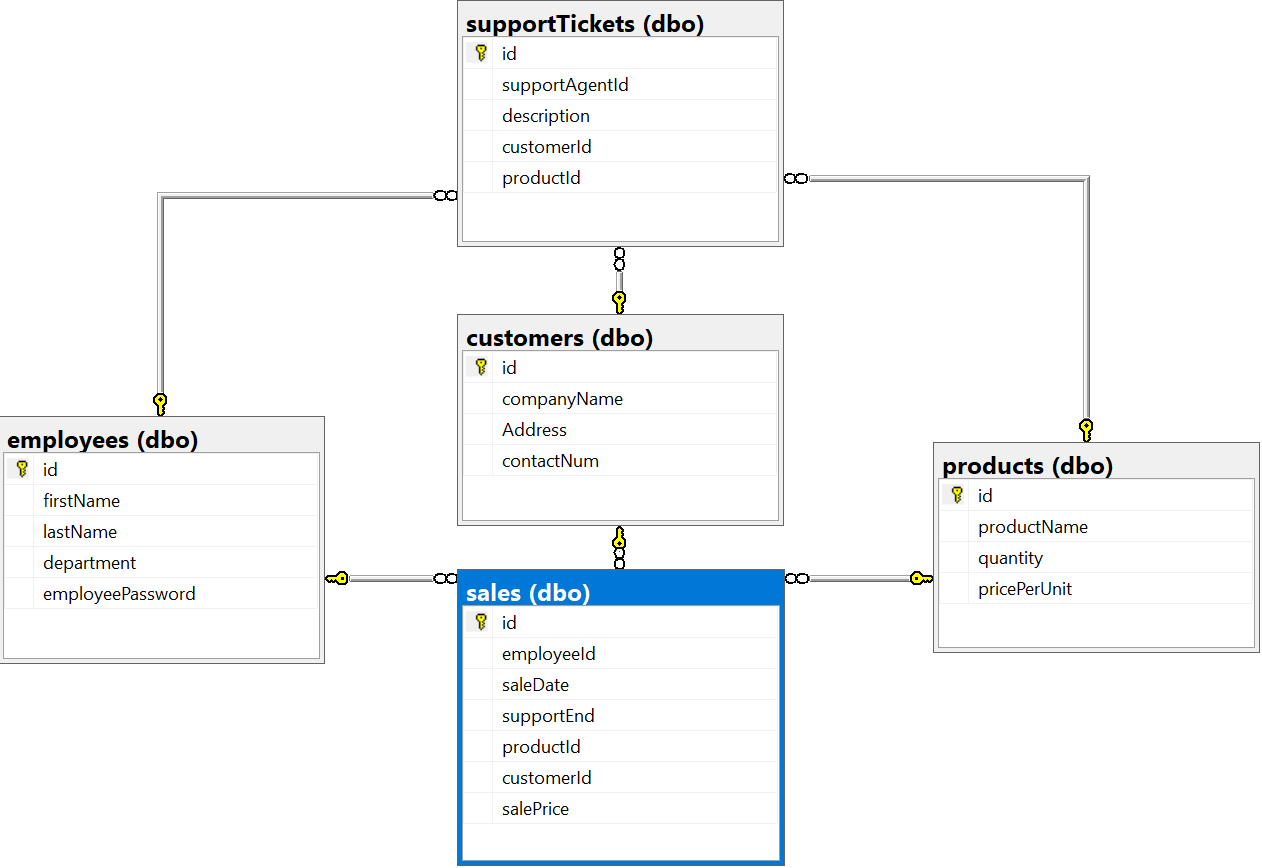 supportTickets (dbo)
id
supportAgentId
description
customerId
productId
customers (dbo)
id
companyName
Address
contactNum
employees (dbo)
id
firstName
lastName
department
employeePassword
products (dbo)
id
productName
quantity
pricePerUnit
sales (dbo)
id
employeeId
saleDate
supportEnd
productId
customerId
salePrice